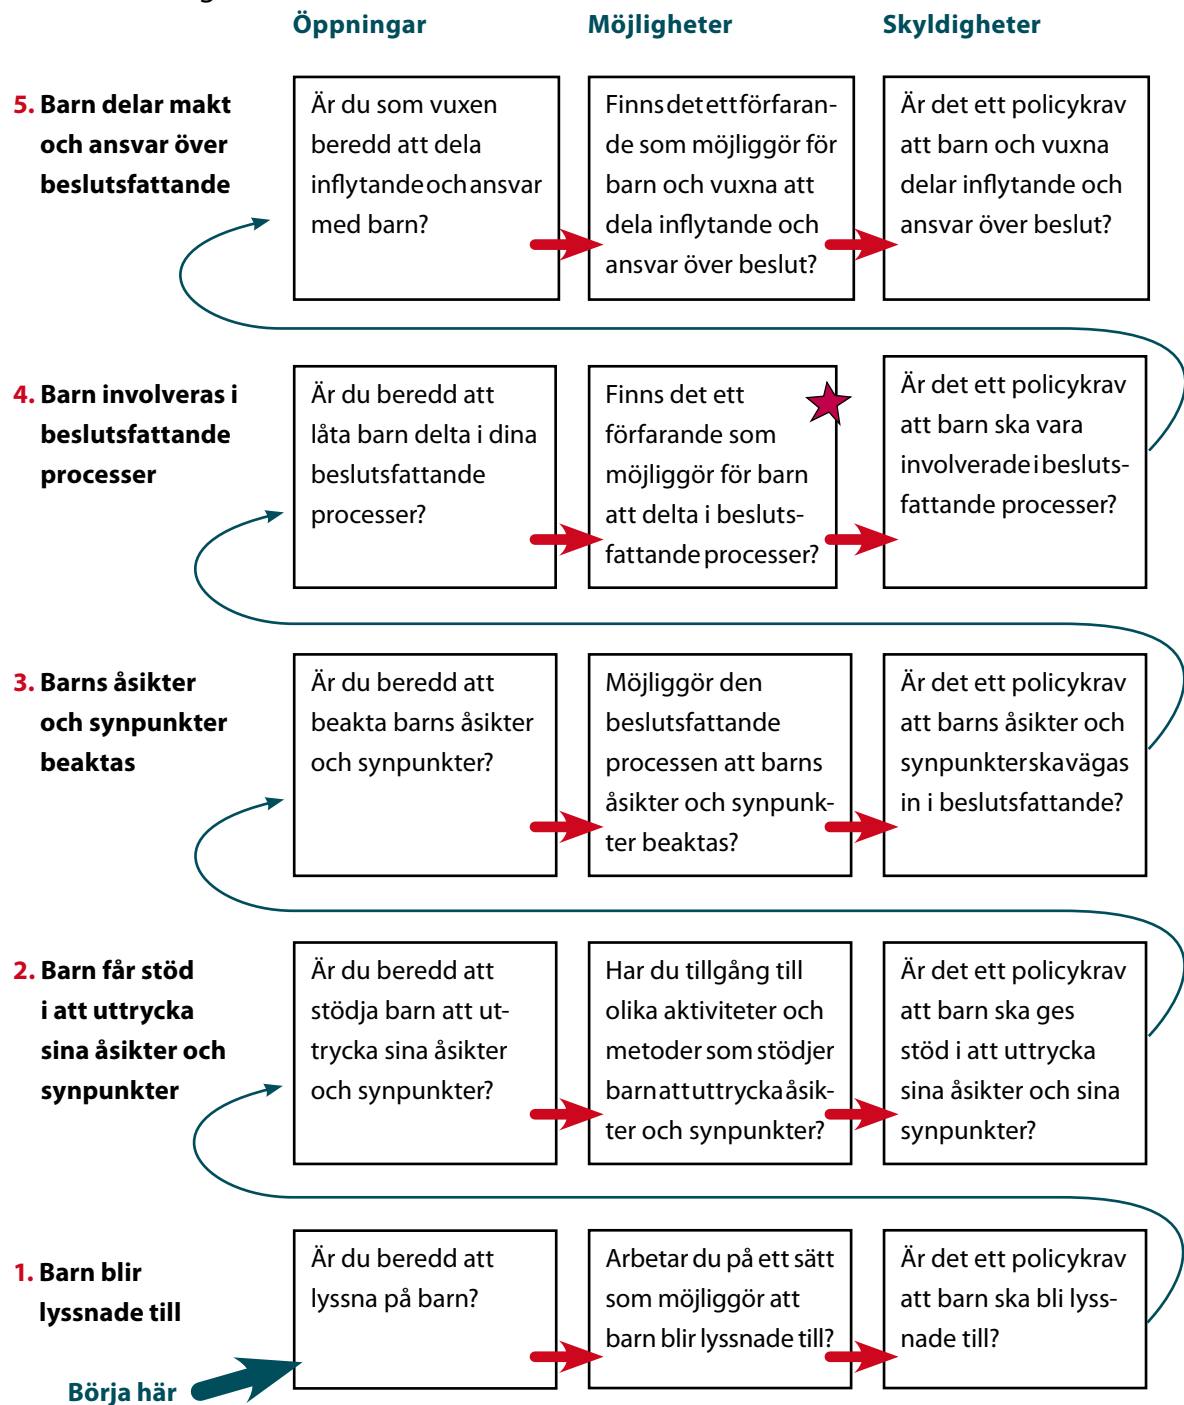 Öppningar
Möjligheter
Skyldigheter
5. Barn delar makt
och ansvar över
beslutsfattande
Är du som vuxen
beredd att dela
inflytande och ansvar
med barn?
Finns det ett förfaran-
de som möjliggör för
barn och vuxna att
dela inflytande och
ansvar över beslut?
Är det ett policykrav
att barn och vuxna
delar inflytande och
ansvar över beslut?
4. Barn involveras i
beslutsfattande
processer
Är du beredd att
låta barn delta i dina
beslutsfattande
processer?
Finns det ett
förfarande som
möjliggör för barn
att delta i besluts-
fattande processer?
Är det ett policykrav
att barn ska vara
involverade i besluts-
fattande processer?
3. Barns åsikter
och synpunkter
beaktas
Är du beredd att
beakta barns åsikter
och synpunkter?
Möjliggör den
beslutsfattande
processen att barns
åsikter och synpunk-
ter beaktas?
Är det ett policykrav
att barns åsikter och
synpunkter ska vägas
in i beslutsfattande?
2. Barn får stöd
i att uttrycka
sina åsikter och
synpunkter
Är du beredd att
stödja barn att ut-
trycka sina åsikter
och synpunkter?
Har du tillgång till
olika aktiviteter och
metoder som stödjer
barn att uttrycka åsik-
ter och synpunkter?
Är det ett policykrav
att barn ska ges
stöd i att uttrycka
sina åsikter och sina
synpunkter?
1. Barn blir
lyssnade till
Är du beredd att
lyssna på barn?
Arbetar du på ett sätt
som möjliggör att
barn blir lyssnade till?
Är det ett policykrav
att barn ska bli lyss-
nade till?
Börja här